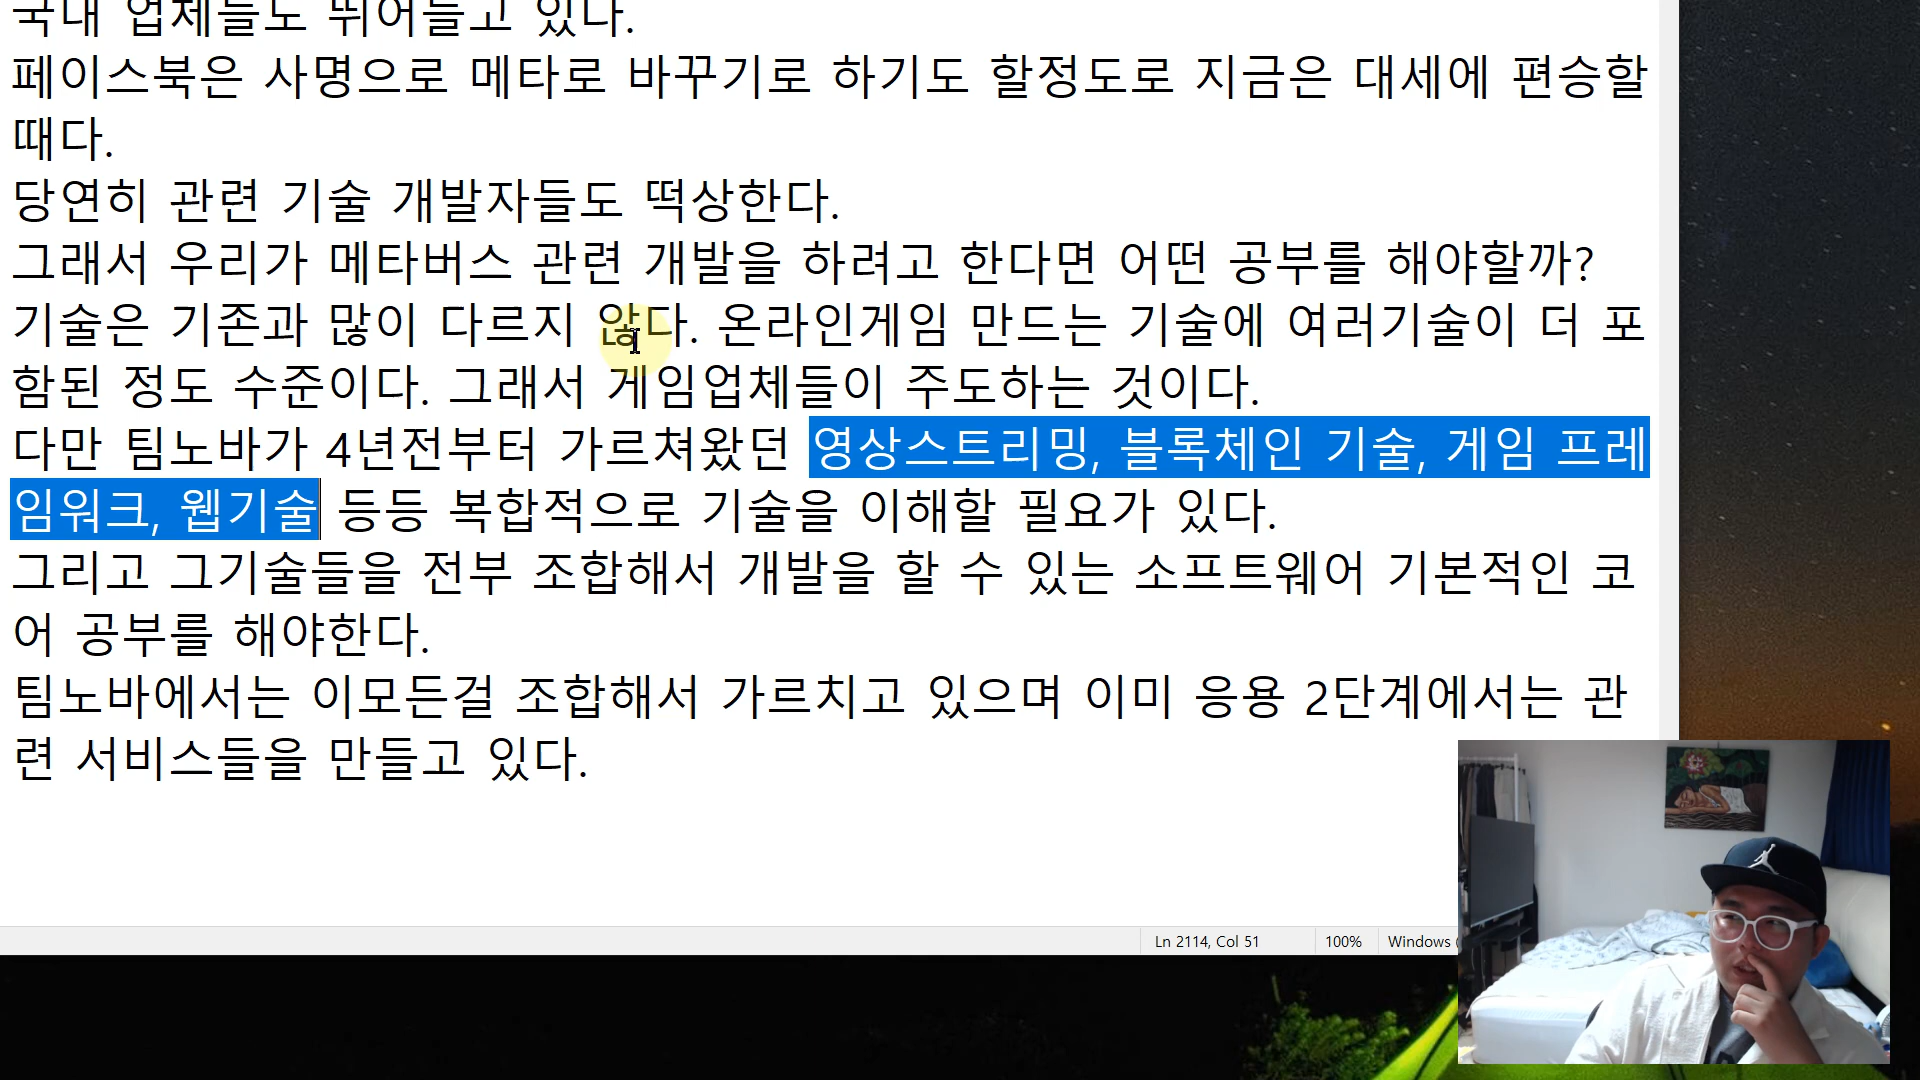 국내 업체들도 뛰어들고 있다.
페이스북은 사명으로 메타로 바꾸기로 하기도 할정도로 지금은 대세에 편승할
때다.
당연히 관련 기술 개발자들도 떡상한다.
그래서 우리가 메타버스 관련 개발을 하려고 한다면 어떤 공부를 해야할까?
기술은 기존과 많이 다르지 않다. 온라인게임 만드는 기술에 여러기술이 더 포
함된 정도 수준이다. 그래서 게임업체들이 주도하는 것이다.
다만 팀노바가 4년전부터 가르쳐왔던 영상스트리밍, 블록체인 기술, 게임 프레
임워크, 웹기술 등등 복합적으로 기술을 이해할 필요가 있다.
그리고 그기술들을 전부 조합해서 개발을 할 수 있는 소프트웨어 기본적인 코
어 공부를 해야한다.
팀노바에서는 이모든걸 조합해서 가르치고 있으며 이미 응용 2단계에서는 관
련 서비스들을 만들고 있다.
Ln 2114, Col 51 100% Windows (